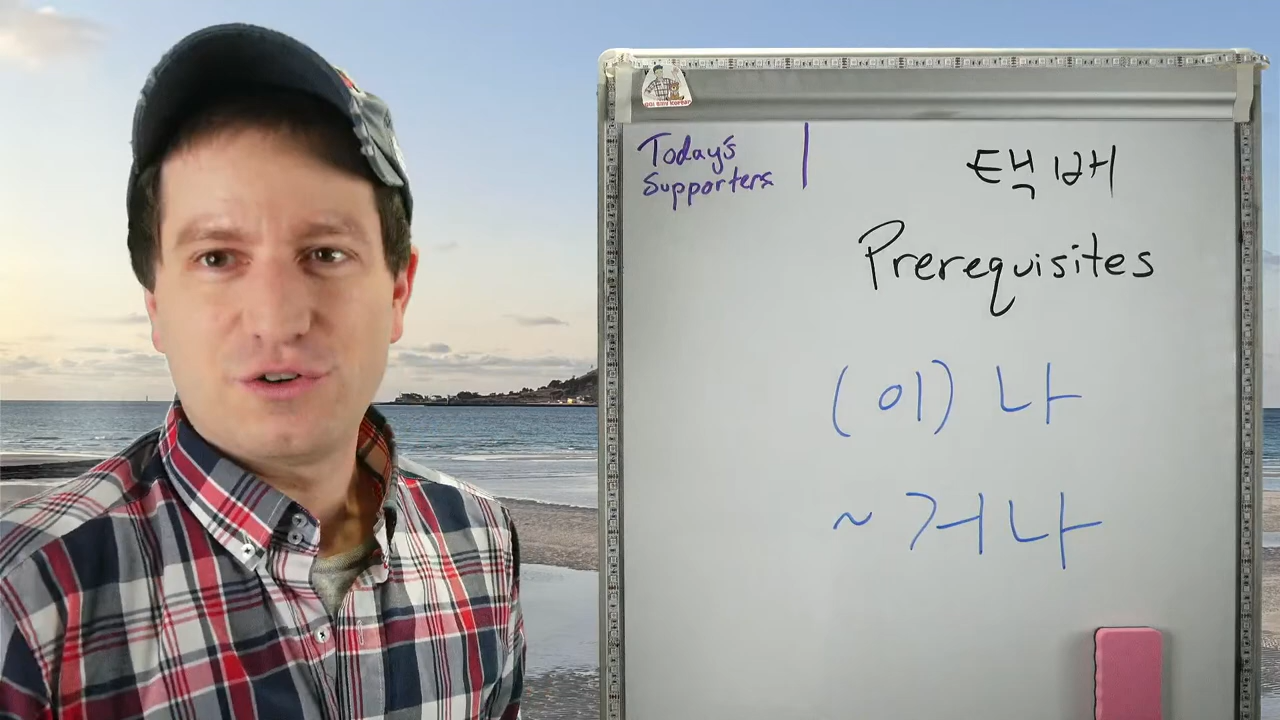 Today's
Supporters
택배
Prerequisites
(이)나
~거나